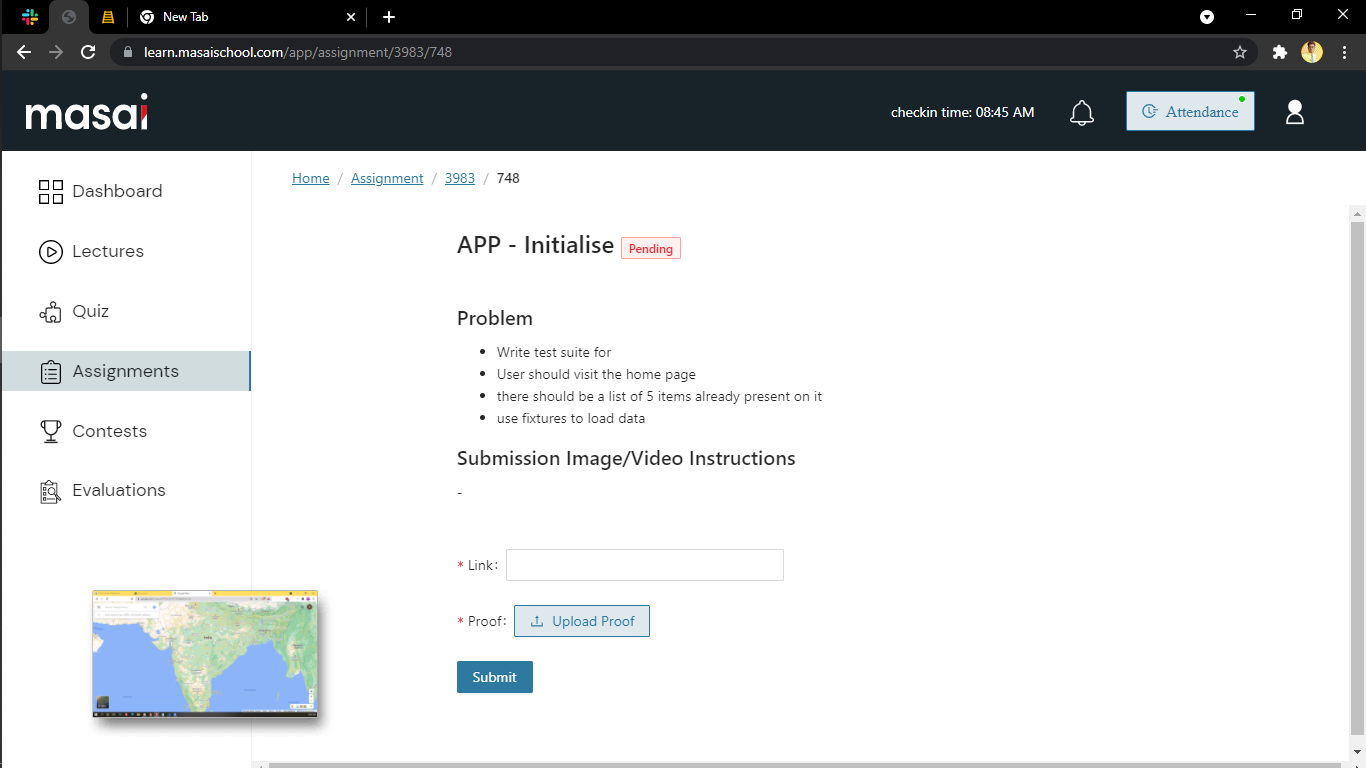 New Tab
learn.masaischool.com/app/assignment/3983/748
masai
checkin time: 08:45 AM
Attendance
Dashboard
Lectures
Quiz
Assignments
Contests
Evaluations
Home / Assignment / 3983 / 748
APP - Initialise Pending
Problem
• Write test suite for
• User should visit the home page
• there should be a list of 5 items already present on it
• use fixtures to load data
Submission Image/Video Instructions
-
* Link:
* Proof: Upload Proof
Submit
India